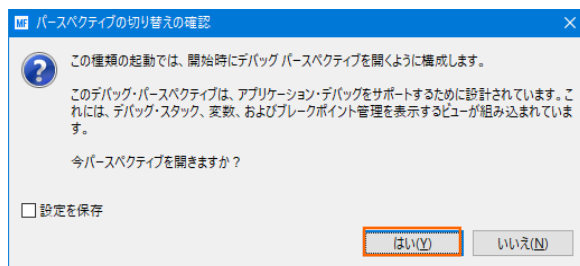 MF パースペクティブの切り替えの確認
この種類の起動では、開始時にデバッグ パースペクティブを開くように構成します。
このデバッグ・パースペクティブは、アプリケーション・デバッグをサポートするために設計されています。こ
れには、デバッグ・スタック、変数、およびブレークポイント管理を表示するビューが組み込まれていま
す。
今パースペクティブを開きますか？
設定を保存
はい(Y) いいえ(N)